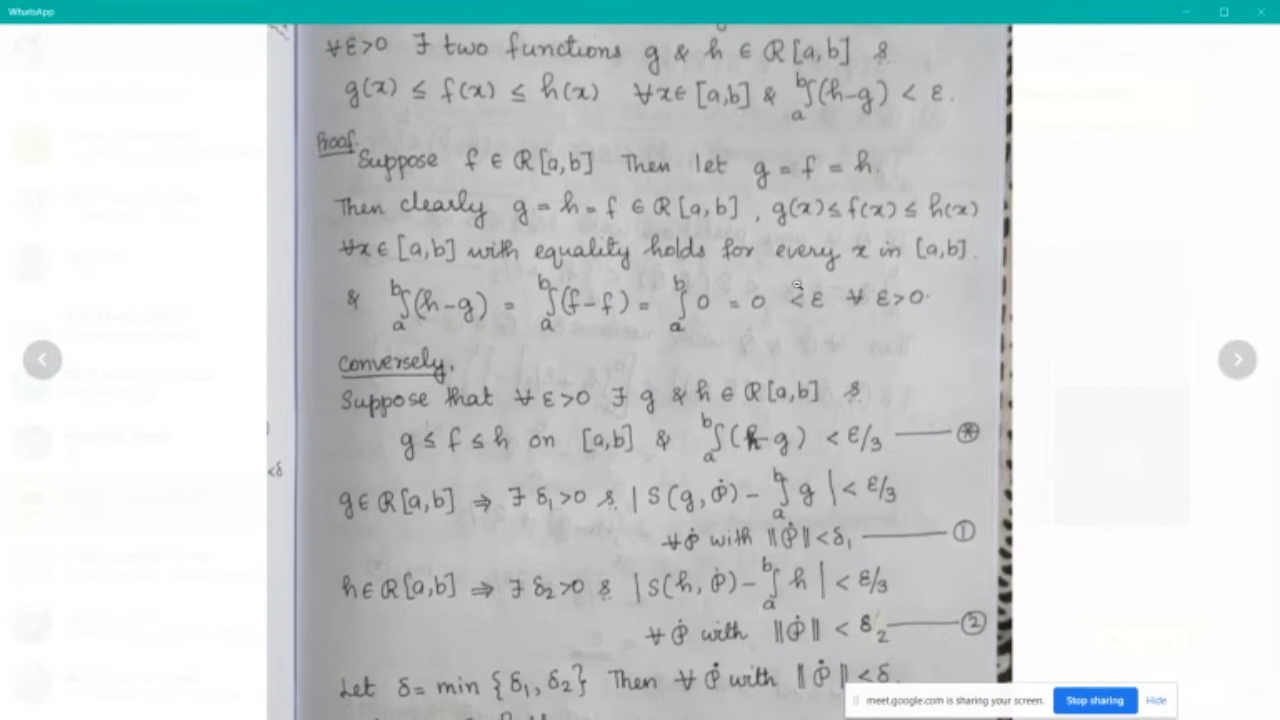 WhatsApp
∀ε>0 ∃ two functions g & h ∈ R[a,b] s.
g(x) ≤ f(x) ≤ h(x) ∀x∈[a,b] & ∫ₐᵇ(h-g) < ε.
Proof.
Suppose f ∈ R[a,b] Then let g = f = h.
Then clearly g = h = f ∈ R[a,b], g(x) ≤ f(x) ≤ h(x)
∀x∈[a,b] with equality holds for every x in [a,b].
& ∫ₐᵇ(h-g) = ∫ₐᵇ(f-f) = ∫ₐᵇ 0 = 0 < ε ∀ ε>0.
Conversely,
Suppose that ∀ε>0 ∃ g & h ∈ R[a,b] s.
g ≤ f ≤ h on [a,b] & ∫ₐᵇ(h-g) < ε/3 —— ⊛
g∈R[a,b] ⇒ ∃ δ₁>0 s. |S(g,Ṗ) - ∫ₐᵇ g| < ε/3
∀Ṗ with ||Ṗ|| < δ₁ —— ①
h∈R[a,b] ⇒ ∃ δ₂>0 s. |S(h,Ṗ) - ∫ₐᵇ h| < ε/3
∀Ṗ with ||Ṗ|| < δ₂ —— ②
Let δ = min {δ₁, δ₂} Then ∀Ṗ with ||Ṗ|| < δ.
<δ
meet.google.com is sharing your screen.
Stop sharing
Hide